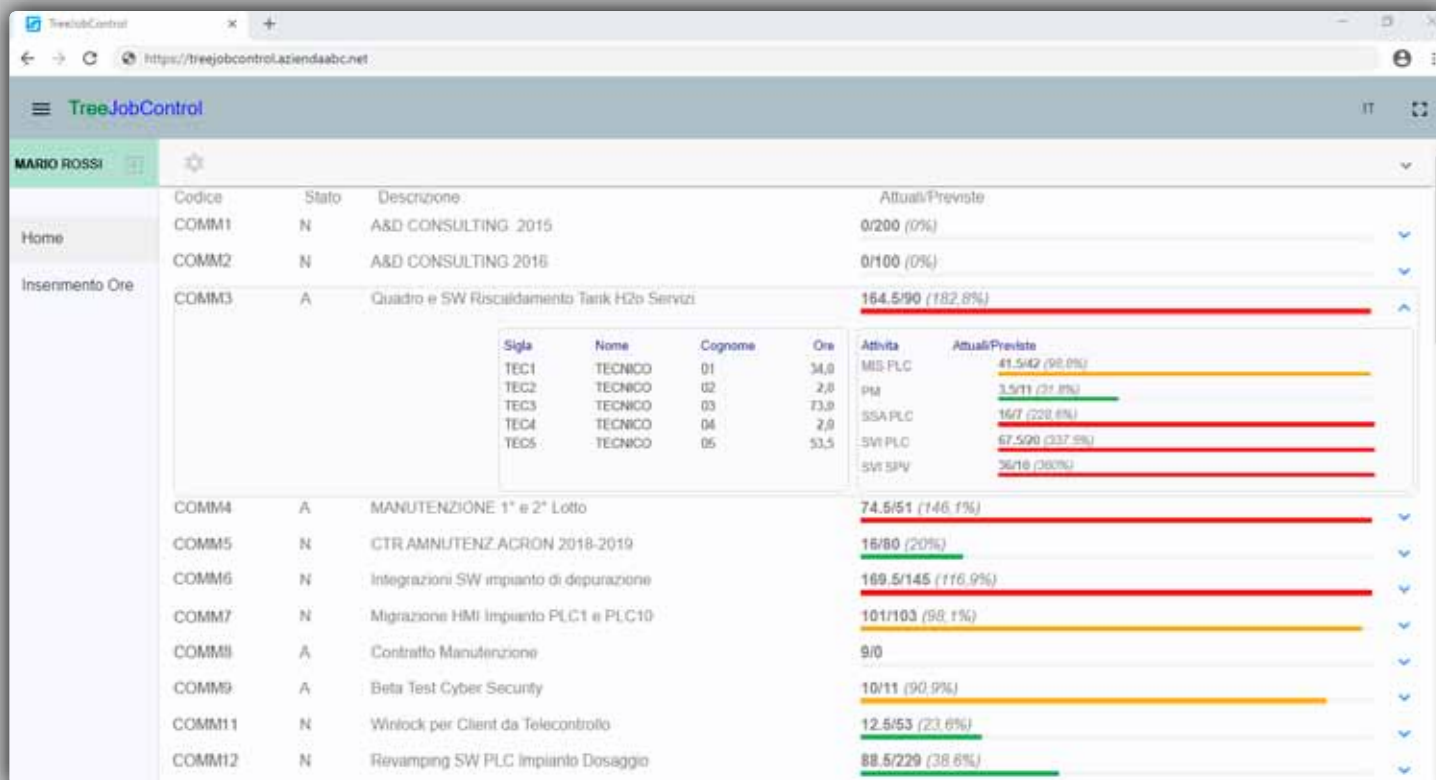 TreeJobControl
https://treejobcontrol.aziendaabc.net
TreeJobControl IT
MARIO ROSSI
Home
Inserimento Ore
Codice Stato Descrizione Attuali/Previste
COMM1 N A&D CONSULTING 2015 0/200 (0%)
COMM2 N A&D CONSULTING 2016 0/100 (0%)
COMM3 A Quadro e SW Riscaldamento Tank H2o Servizi 164.5/90 (182,8%)
Sigla Nome Cognome Ore
TEC1 TECNICO 01 34,0
TEC2 TECNICO 02 2,0
TEC3 TECNICO 03 73,0
TEC4 TECNICO 04 2,0
TEC5 TECNICO 05 53,5
Attivita Attuali/Previste
MIS PLC 41.5/42 (98,8%)
PM 3.5/11 (31,8%)
SSA PLC 16/7 (228,6%)
SVI PLC 67.5/20 (337,5%)
SVI SPV 36/10 (360%)
COMM4 A MANUTENZIONE 1° e 2° Lotto 74.5/51 (146,1%)
COMM5 N CTR AMNUTENZ.ACRON 2018-2019 16/80 (20%)
COMM6 N Integrazioni SW impianto di depurazione 169.5/145 (116,9%)
COMM7 N Migrazione HMI Impianto PLC1 e PLC10 101/103 (98,1%)
COMM8 A Contratto Manutenzione 9/0
COMM9 A Beta Test Cyber Security 10/11 (90,9%)
COMM11 N Winlock per Client da Telecontrollo 12.5/53 (23,6%)
COMM12 N Revamping SW PLC Impianto Dosaggio 88.5/229 (38,6%)